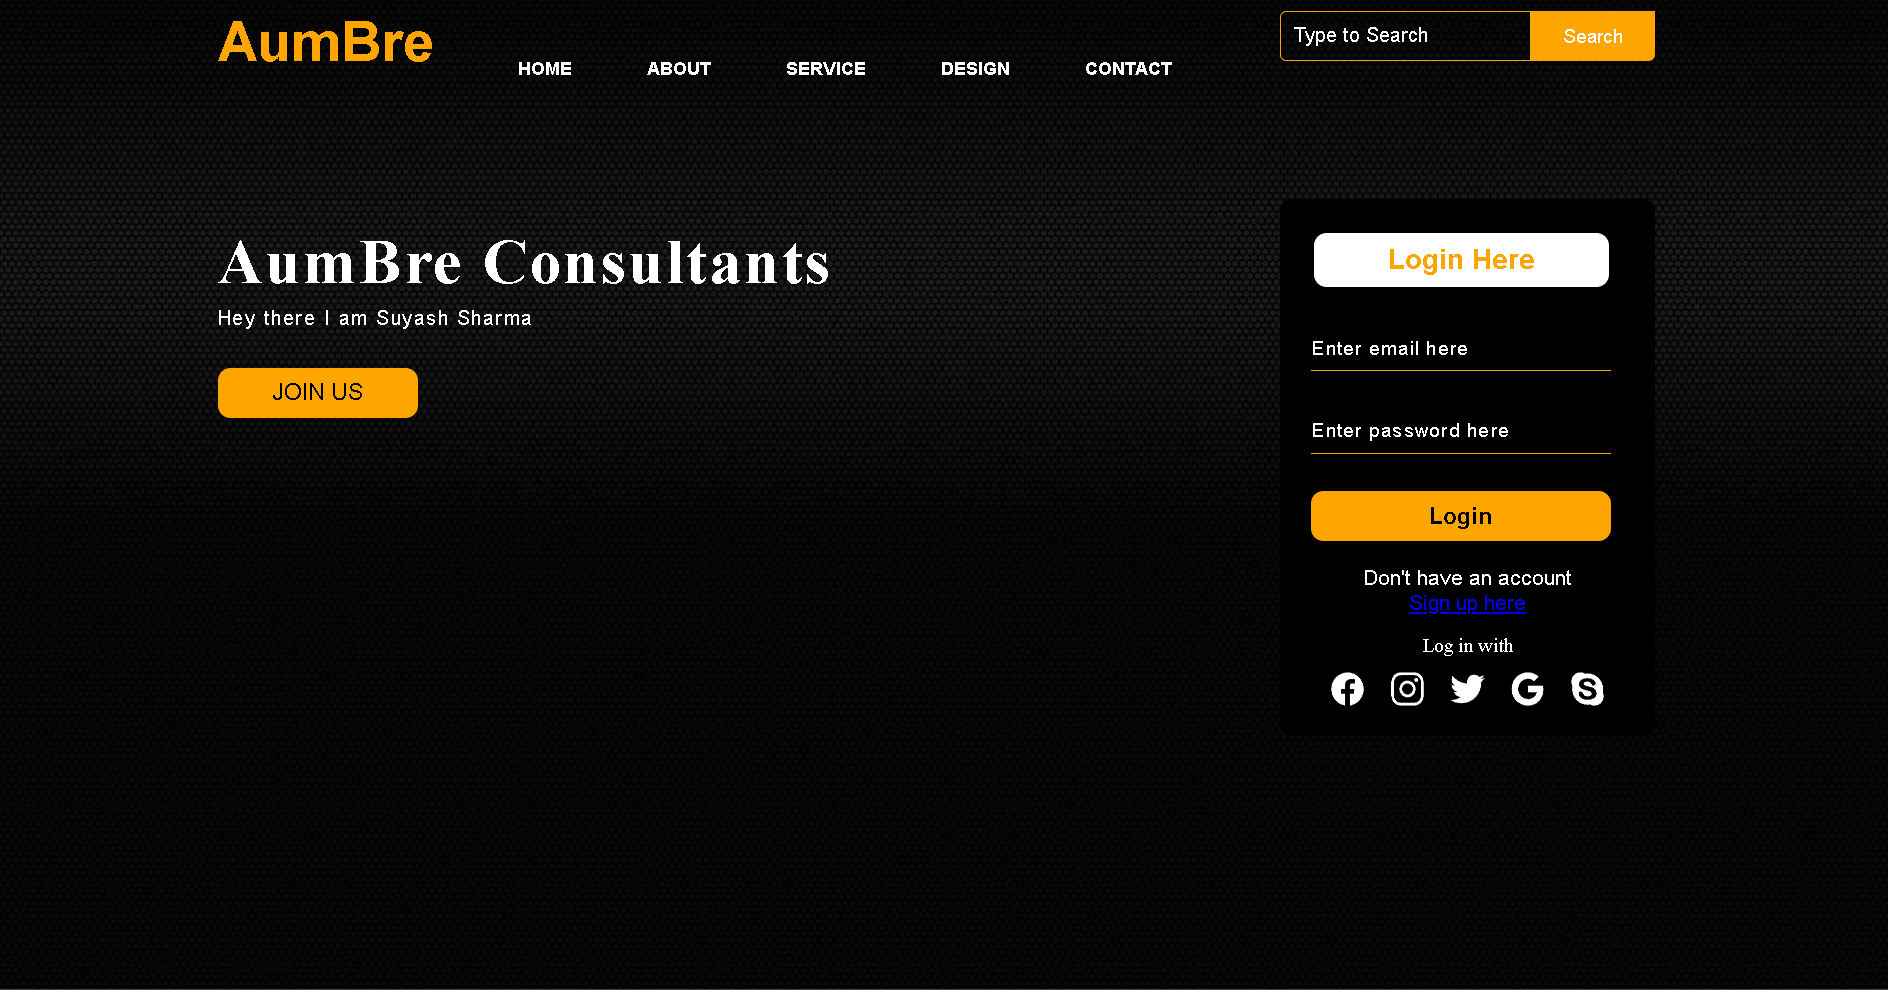 AumBre
HOME ABOUT SERVICE DESIGN CONTACT
Type to Search Search
AumBre Consultants
Hey there I am Suyash Sharma
JOIN US
Login Here
Enter email here
Enter password here
Login
Don't have an account
Sign up here
Log in with